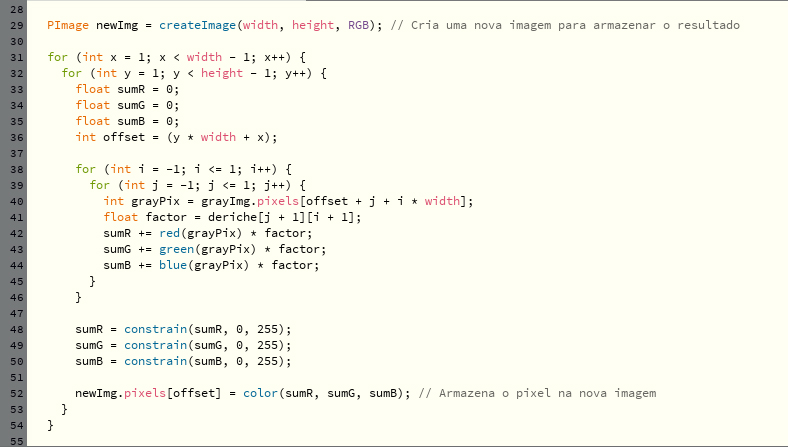 28
29 PImage newImg = createImage(width, height, RGB); // Cria uma nova imagem para armazenar o resultado
30
31 for (int x = 1; x < width - 1; x++) {
32 for (int y = 1; y < height - 1; y++) {
33 float sumR = 0;
34 float sumG = 0;
35 float sumB = 0;
36 int offset = (y * width + x);
37
38 for (int i = -1; i <= 1; i++) {
39 for (int j = -1; j <= 1; j++) {
40 int grayPix = grayImg.pixels[offset + j + i * width];
41 float factor = deriche[j + 1][i + 1];
42 sumR += red(grayPix) * factor;
43 sumG += green(grayPix) * factor;
44 sumB += blue(grayPix) * factor;
45 }
46 }
47
48 sumR = constrain(sumR, 0, 255);
49 sumG = constrain(sumG, 0, 255);
50 sumB = constrain(sumB, 0, 255);
51
52 newImg.pixels[offset] = color(sumR, sumG, sumB); // Armazena o pixel na nova imagem
53 }
54 }
55